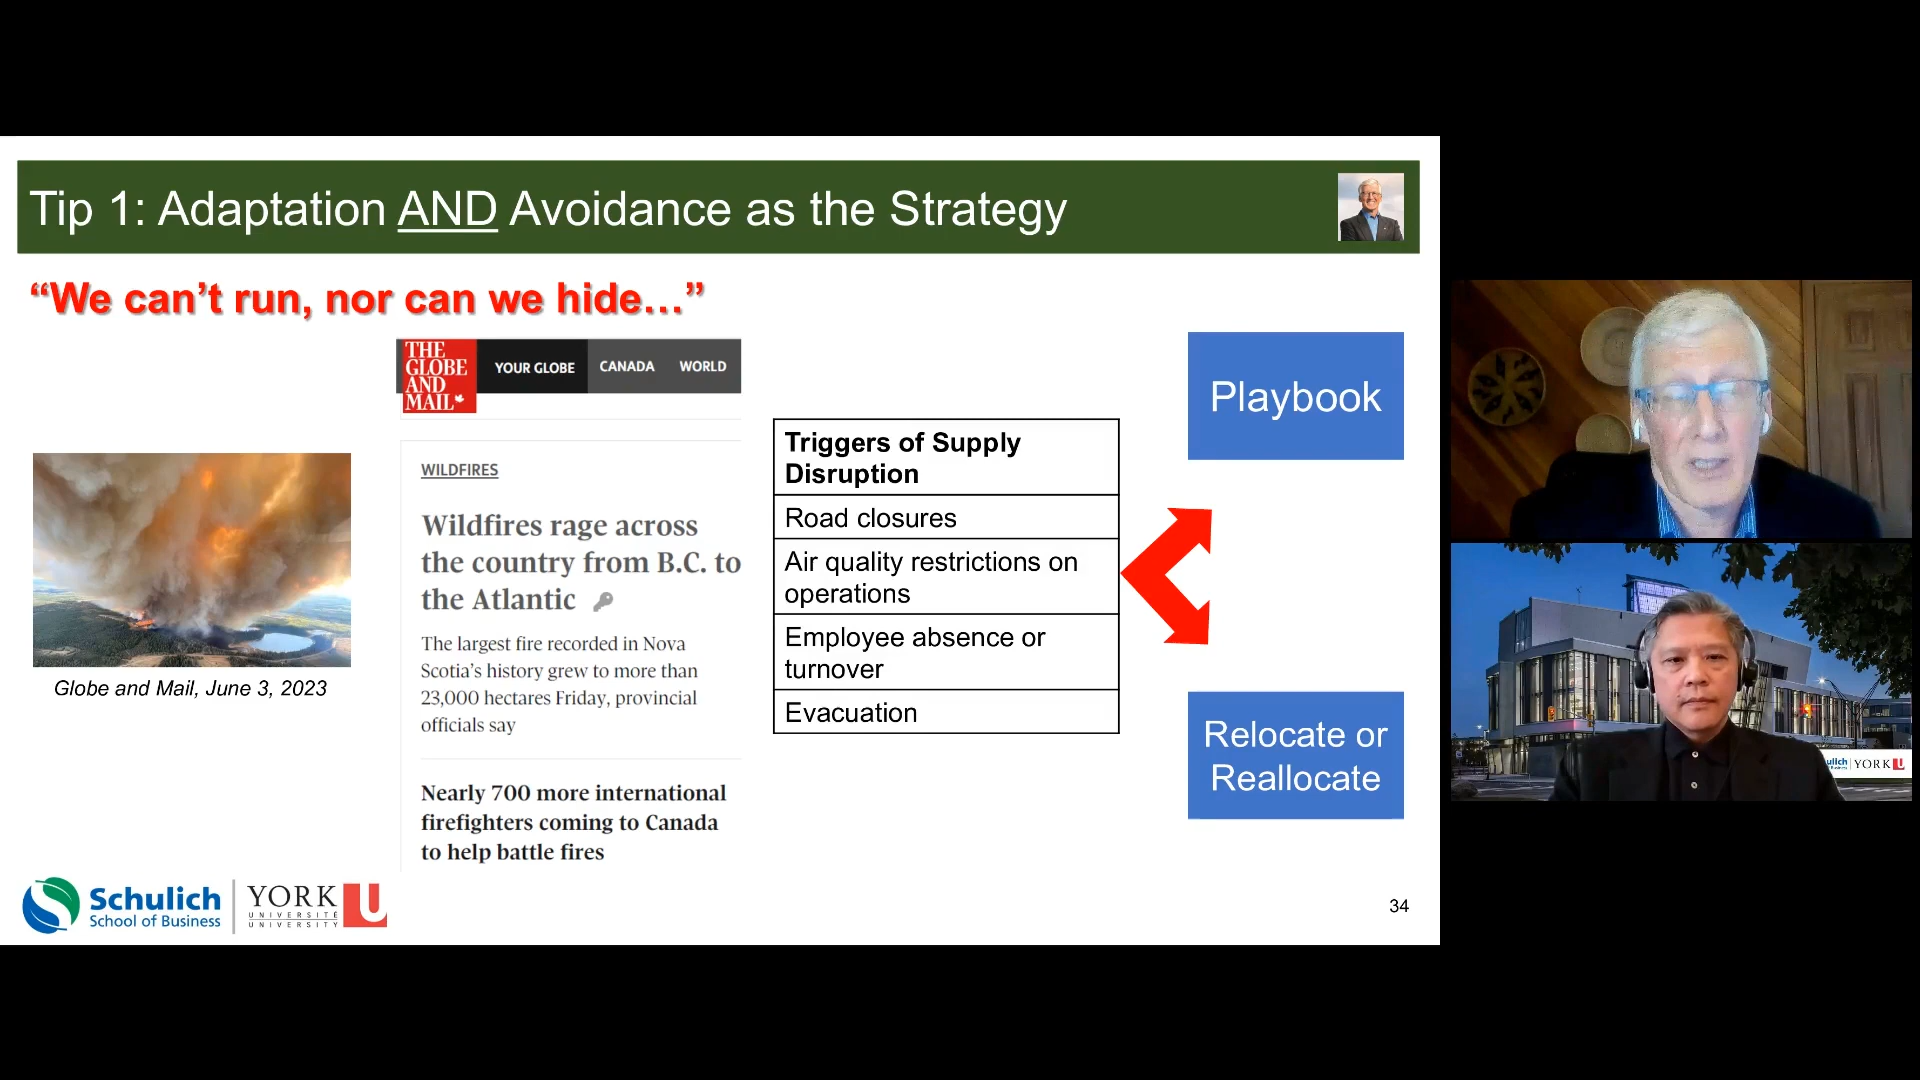 Tip 1: Adaptation AND Avoidance as the Strategy
“We can’t run, nor can we hide…”
THE
GLOBE
AND
MAIL
YOUR GLOBE
CANADA
WORLD
WILDFIRES
Wildfires rage across
the country from B.C. to
the Atlantic
The largest fire recorded in Nova
Scotia’s history grew to more than
23,000 hectares Friday, provincial
officials say
Nearly 700 more international
firefighters coming to Canada
to help battle fires
Globe and Mail, June 3, 2023
Triggers of Supply
Disruption
Road closures
Air quality restrictions on
operations
Employee absence or
turnover
Evacuation
Playbook
Relocate or
Reallocate
Schulich
School of Business
YORK U
UNIVERSITÉ
UNIVERSITY
34
YORK U